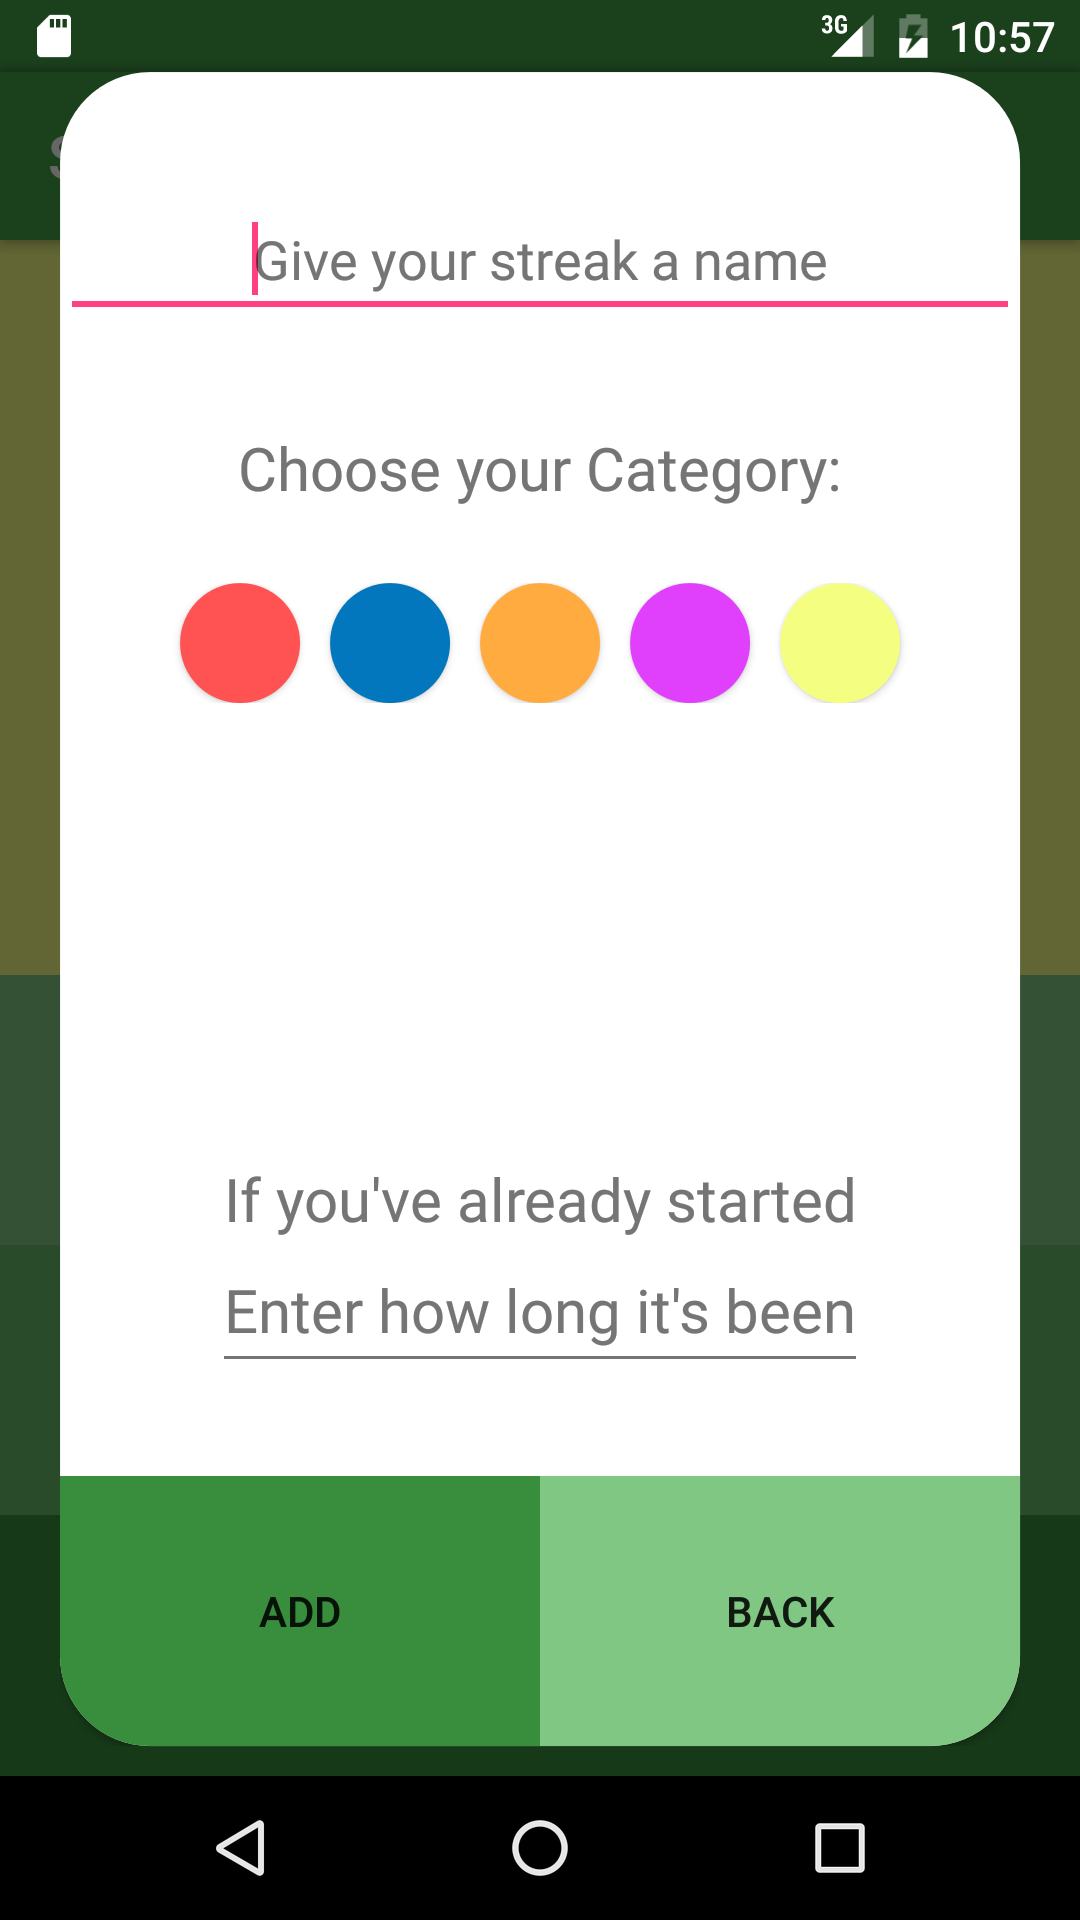 3G 10:57
Give your streak a name
Choose your Category:
If you've already started
Enter how long it's been
ADD BACK